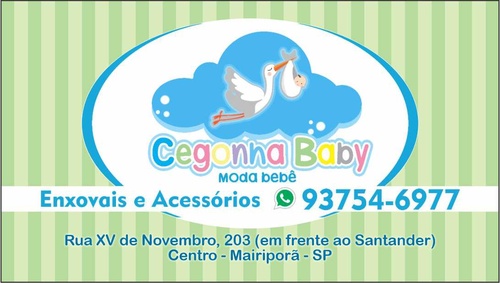 Cegonha Baby
Moda bebê
Enxovais e Acessórios 93754-6977
Rua XV de Novembro, 203 (em frente ao Santander)
Centro - Mairiporã - SP